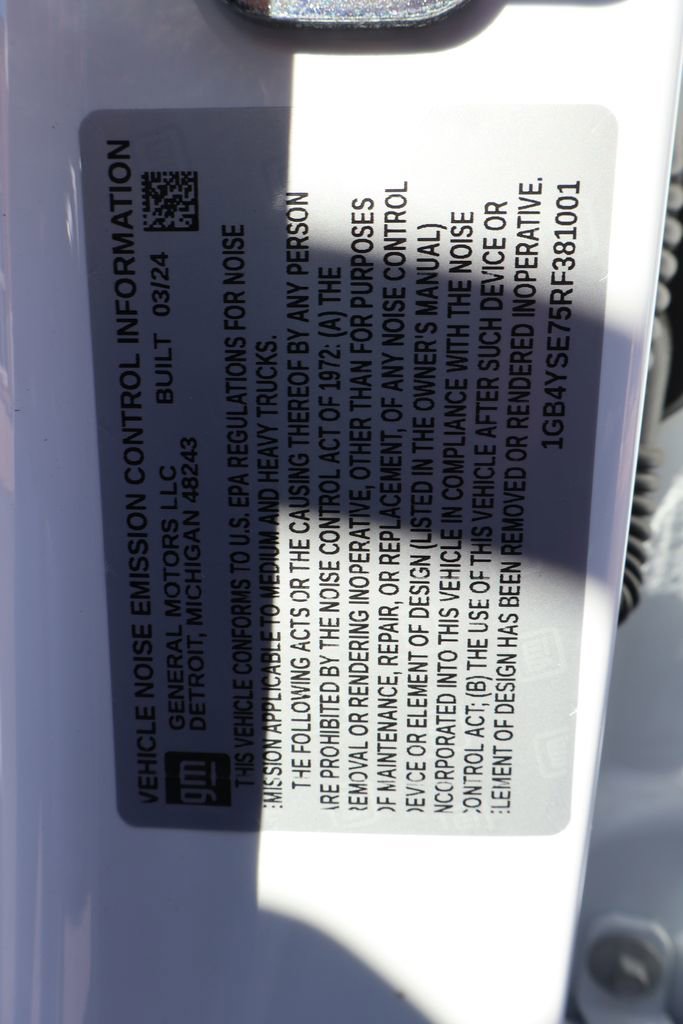 VEHICLE NOISE EMISSION CONTROL INFORMATION
gm
GENERAL MOTORS LLC
DETROIT, MICHIGAN 48243
BUILT 03/24
THIS VEHICLE CONFORMS TO U.S. EPA REGULATIONS FOR NOISE
EMISSION APPLICABLE TO MEDIUM AND HEAVY TRUCKS.
THE FOLLOWING ACTS OR THE CAUSING THEREOF BY ANY PERSON
ARE PROHIBITED BY THE NOISE CONTROL ACT OF 1972: (A) THE
REMOVAL OR RENDERING INOPERATIVE, OTHER THAN FOR PURPOSES
OF MAINTENANCE, REPAIR, OR REPLACEMENT, OF ANY NOISE CONTROL
DEVICE OR ELEMENT OF DESIGN (LISTED IN THE OWNER'S MANUAL)
INCORPORATED INTO THIS VEHICLE IN COMPLIANCE WITH THE NOISE
CONTROL ACT; (B) THE USE OF THIS VEHICLE AFTER SUCH DEVICE OR
ELEMENT OF DESIGN HAS BEEN REMOVED OR RENDERED INOPERATIVE.
1GB4YSE75RF381001